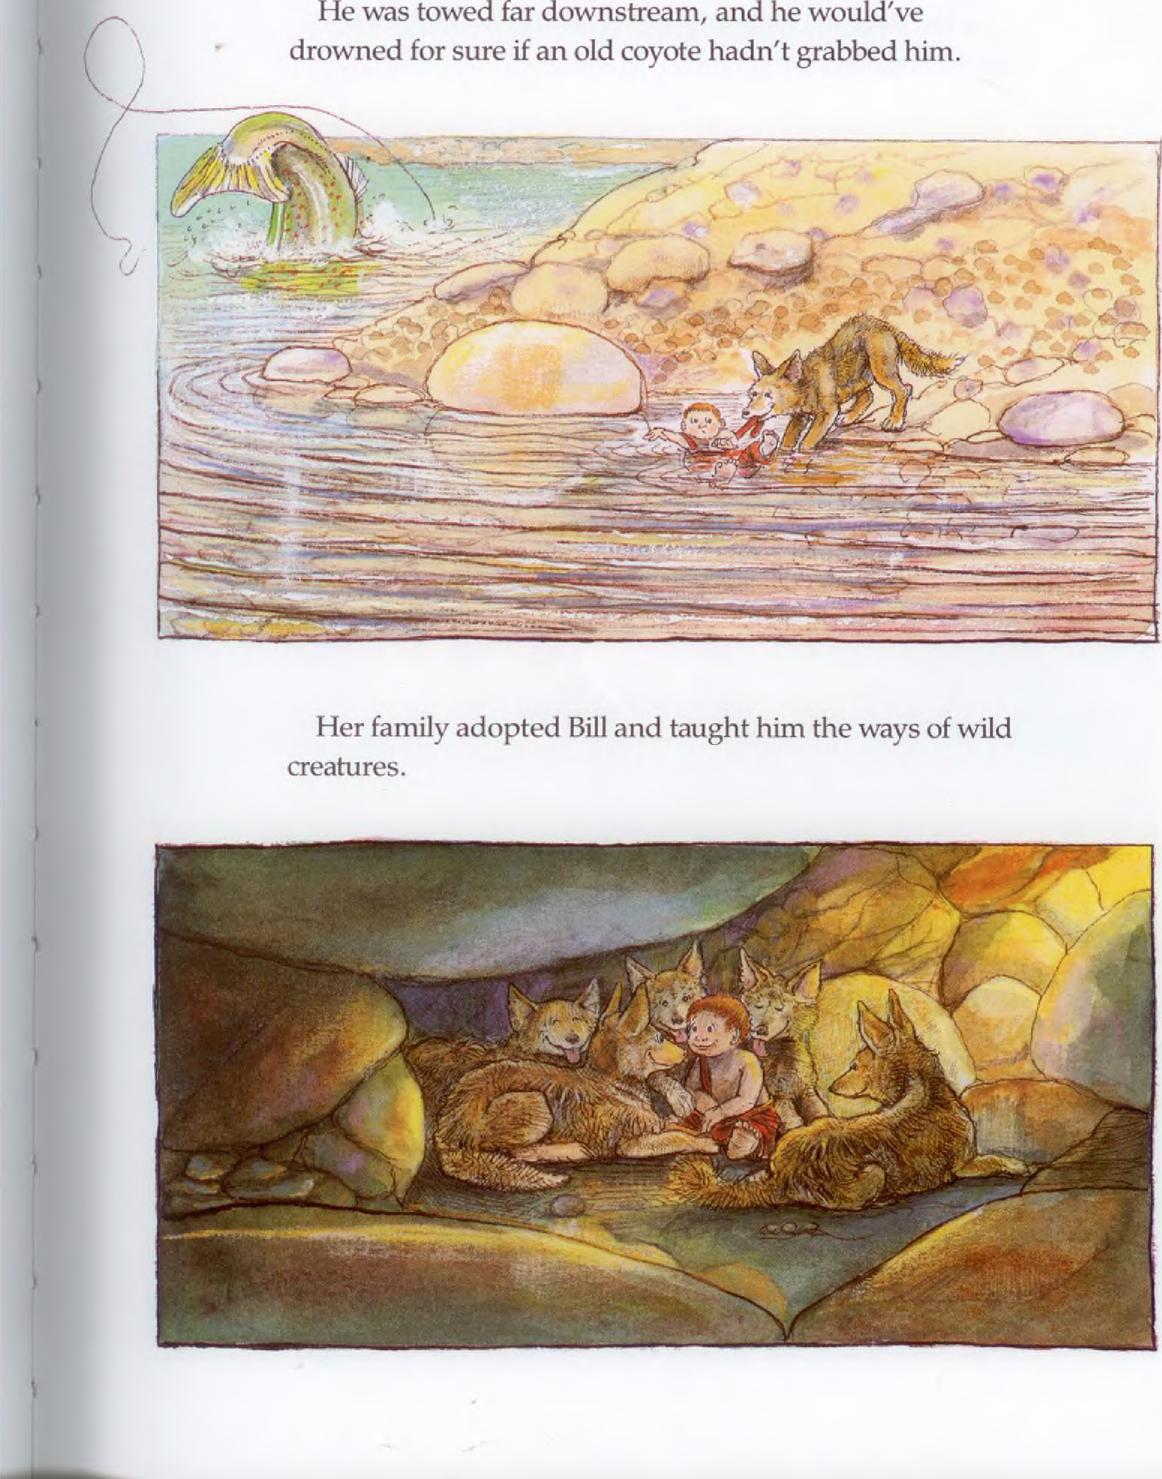 He was towed far downstream, and he would've
drowned for sure if an old coyote hadn't grabbed him.
Her family adopted Bill and taught him the ways of wild
creatures.